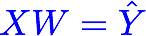 XW = Ŷ